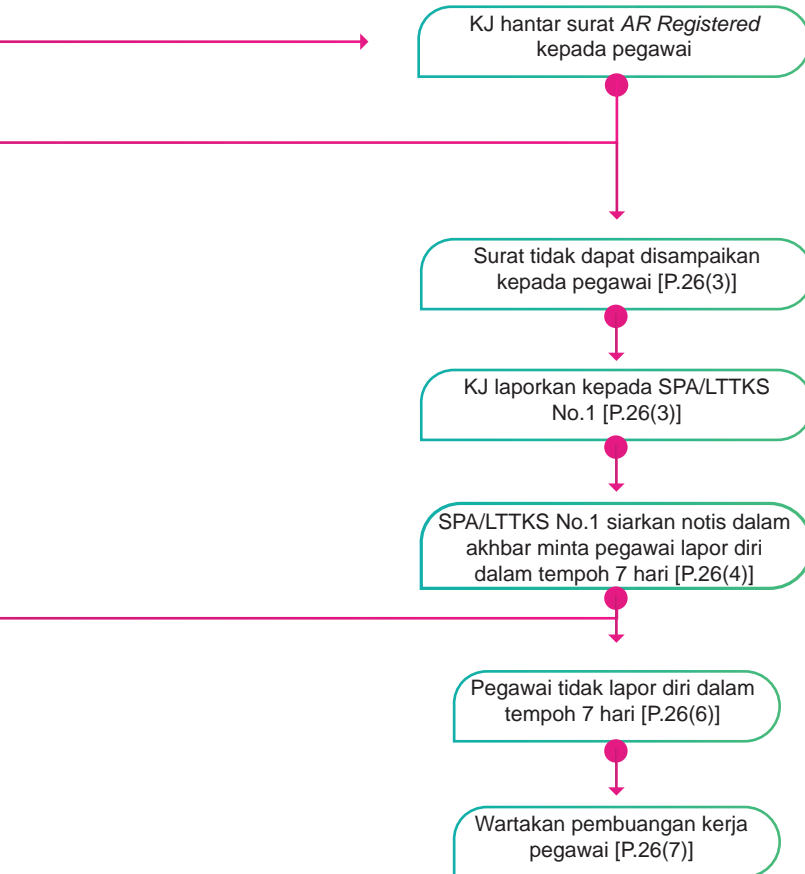 KJ hantar surat AR Registered
kepada pegawai
Surat tidak dapat disampaikan
kepada pegawai [P.26(3)]
KJ laporkan kepada SPA/LTTKS
No.1 [P.26(3)]
SPA/LTTKS No.1 siarkan notis dalam
akhbar minta pegawai lapor diri
dalam tempoh 7 hari [P.26(4)]
Pegawai tidak lapor diri dalam
tempoh 7 hari [P.26(6)]
Wartakan pembuangan kerja
pegawai [P.26(7)]